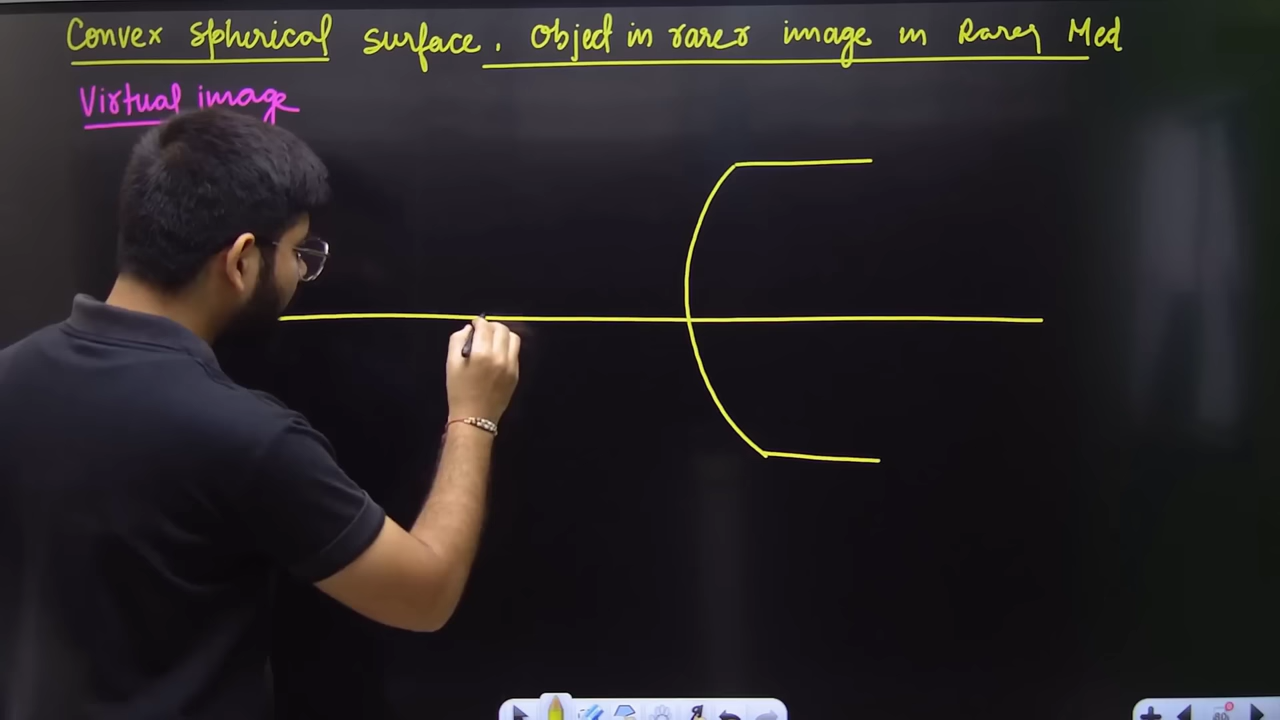 Convex Spherical surface. Object in rarer image in Rarer Med
Virtual image